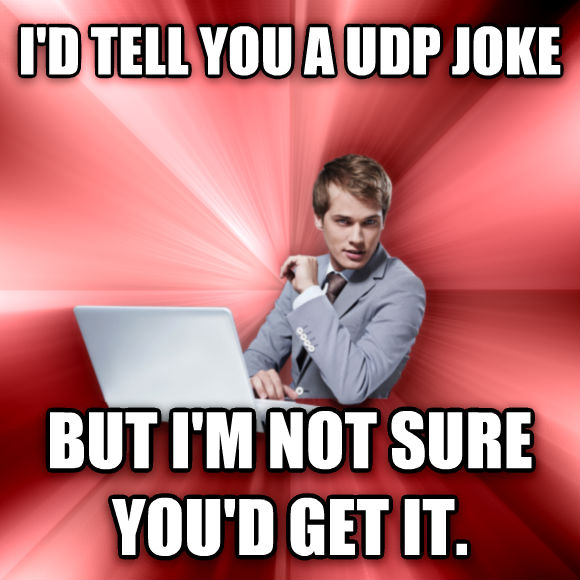 I'D TELL YOU A UDP JOKE
BUT I'M NOT SURE
YOU'D GET IT.